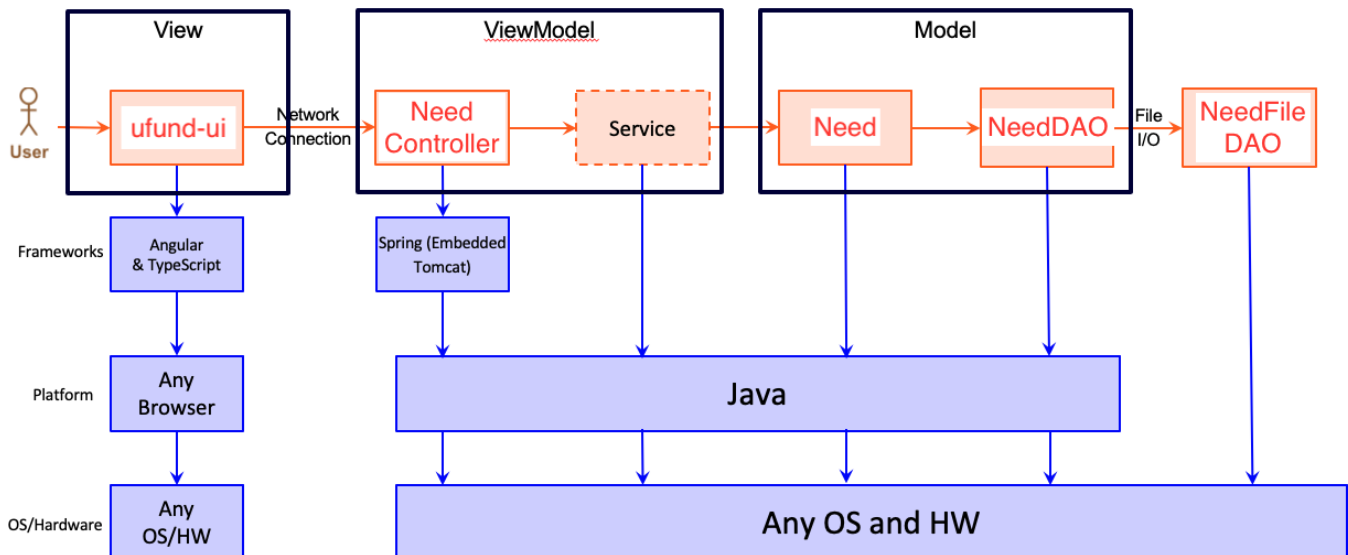 View
ViewModel
Model
User
ufund-ui
Network
Connection
Need
Controller
Service
Need
NeedDAO
File
I/O
NeedFile
DAO
Frameworks
Angular
& TypeScript
Spring (Embedded
Tomcat)
Platform
Any
Browser
Java
OS/Hardware
Any
OS/HW
Any OS and HW